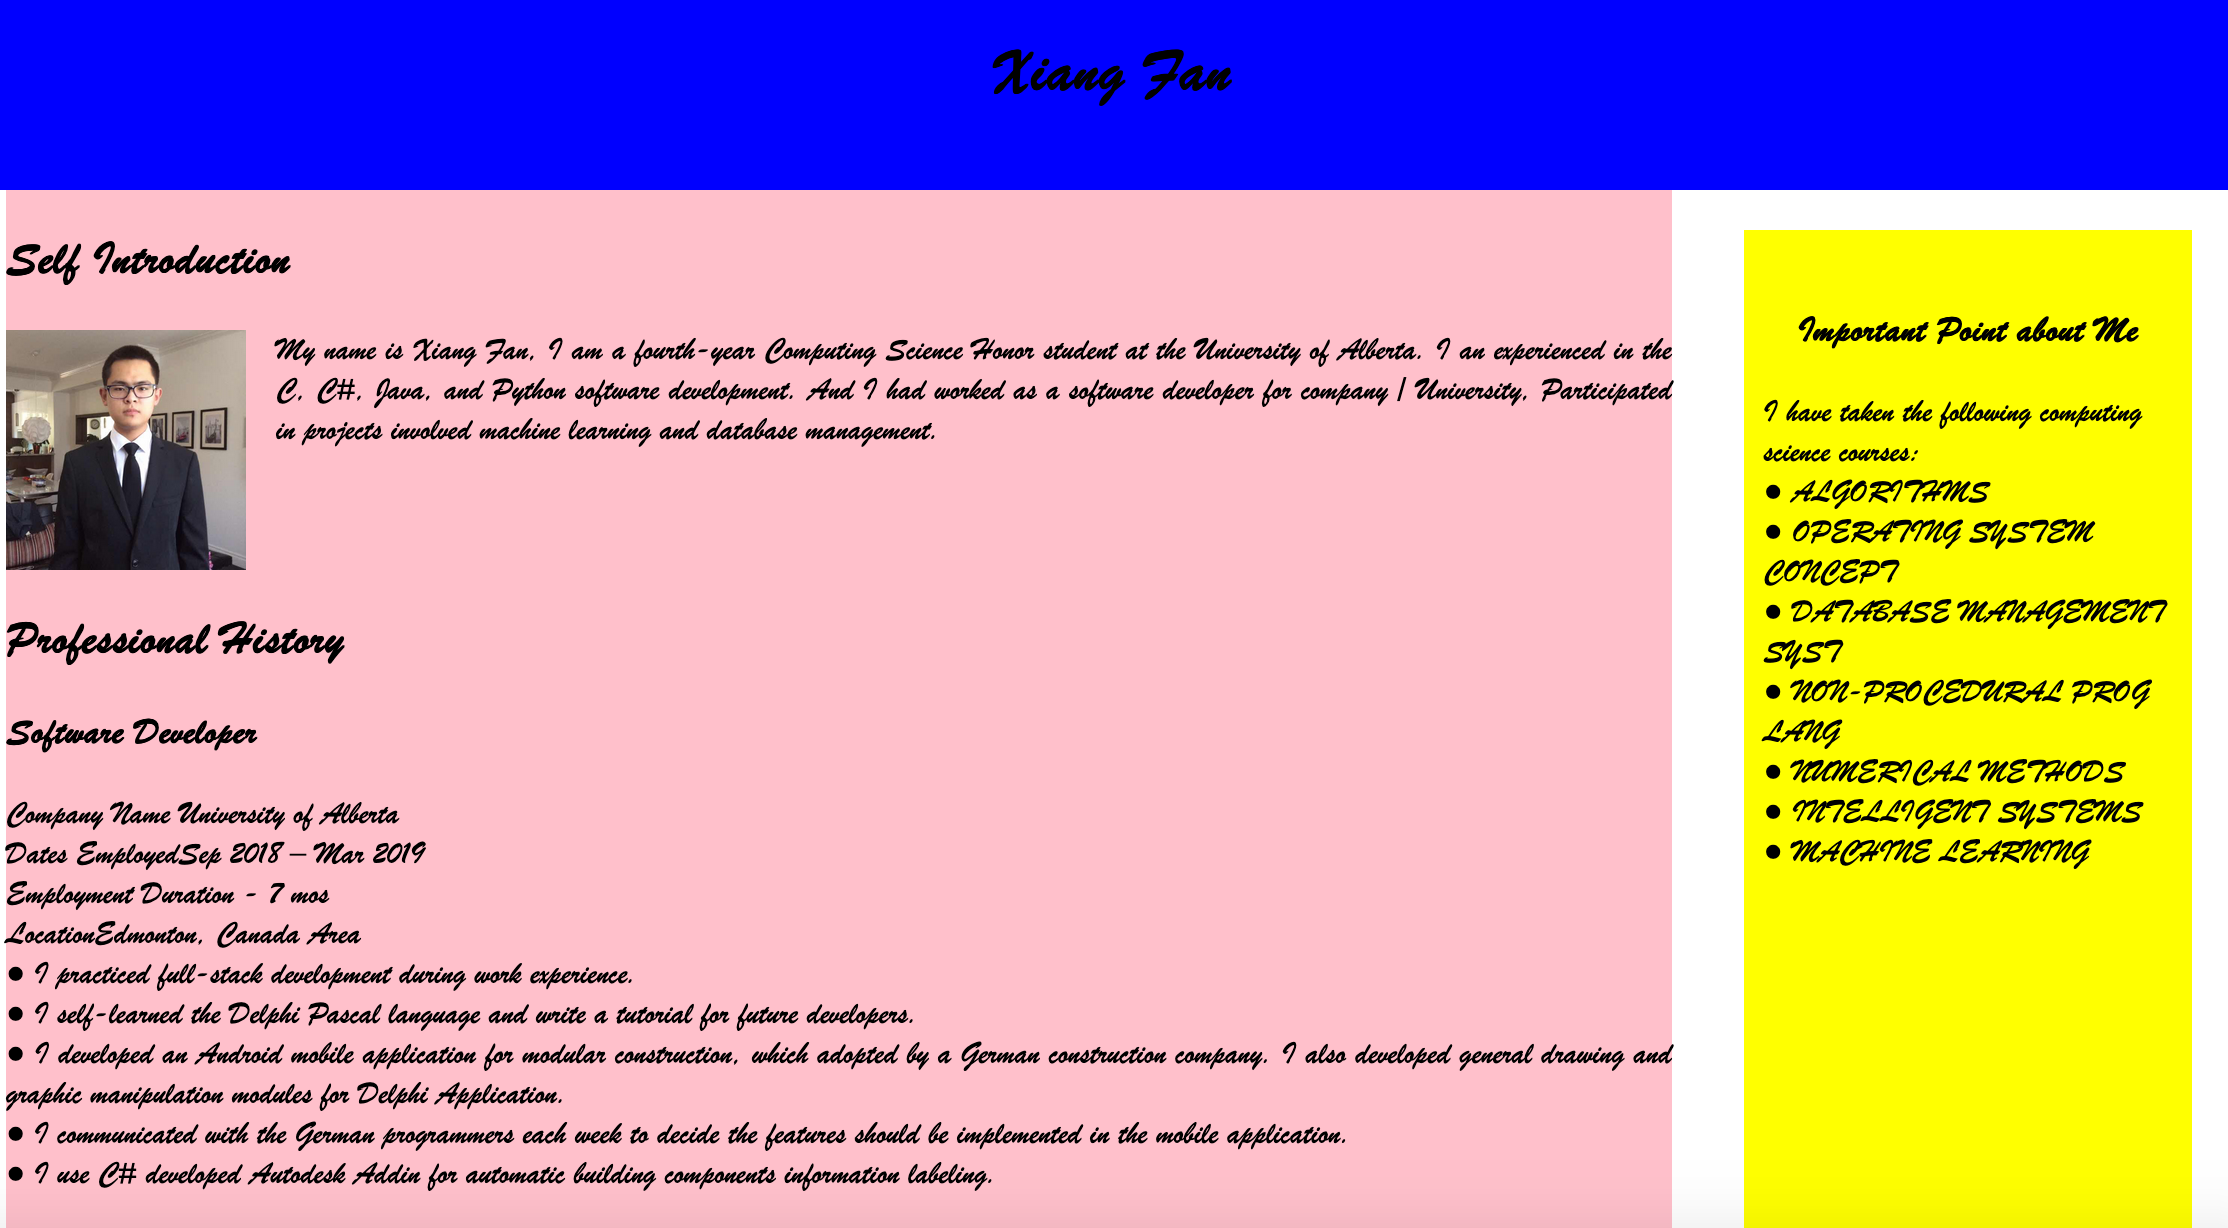 Xiang Fan
Self Introduction
My name is Xiang Fan, I am a fourth-year Computing Science Honor student at the University of Alberta. I an experienced in the
C, C#, Java, and Python software development. And I had worked as a software developer for company | University, Participated
in projects involved machine learning and database management.
Professional History
Software Developer
Company Name University of Alberta
Dates EmployedSep 2018 – Mar 2019
Employment Duration - 7 mos
LocationEdmonton, Canada Area
● I practiced full-stack development during work experience.
● I self-learned the Delphi Pascal language and write a tutorial for future developers.
● I developed an Android mobile application for modular construction, which adopted by a German construction company. I also developed general drawing and
graphic manipulation modules for Delphi Application.
● I communicated with the German programmers each week to decide the features should be implemented in the mobile application.
● I use C# developed Autodesk Addin for automatic building components information labeling.
Important Point about Me
I have taken the following computing
science courses:
● ALGORITHMS
● OPERATING SYSTEM
CONCEPT
● DATABASE MANAGEMENT
SYST
● NON-PROCEDURAL PROG
LANG
● NUMERICAL METHODS
● INTELLIGENT SYSTEMS
● MACHINE LEARNING